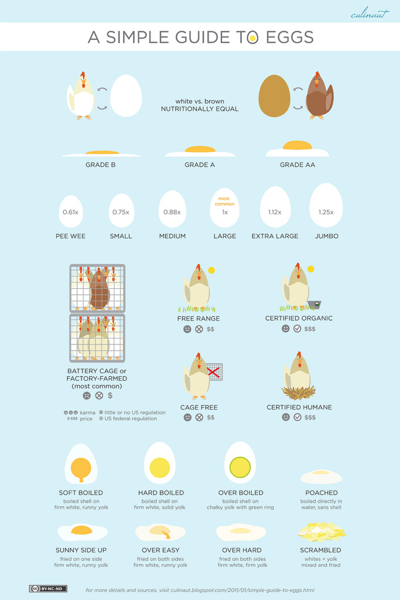 culinaut
A SIMPLE GUIDE TO EGGS
white vs. brown
NUTRITIONALLY EQUAL
GRADE B
GRADE A
GRADE AA
0.61x
0.75x
0.88x
most
common
1x
1.12x
1.25x
PEE WEE
SMALL
MEDIUM
LARGE
EXTRA LARGE
JUMBO
FREE RANGE
$$
CERTIFIED ORGANIC
$$$
BATTERY CAGE or
FACTORY-FARMED
(most common)
$
karma
little or no US regulation
$-$$$ price
US federal regulation
CAGE FREE
$$
CERTIFIED HUMANE
$$$
SOFT BOILED
boiled shell on
firm white, runny yolk
HARD BOILED
boiled shell on
firm white, solid yolk
OVER BOILED
boiled shell on
chalky yolk with green ring
POACHED
boiled directly in
water, sans shell
SUNNY SIDE UP
fried on one side
firm white, runny yolk
OVER EASY
fried on both sides
firm white, runny yolk
OVER HARD
fried on both sides
firm white, firm yolk
SCRAMBLED
whites + yolk
mixed and fried
cc BY-NC-ND
for more details and sources, visit culinaut.blogspot.com/2011/01/simple-guide-to-eggs.html